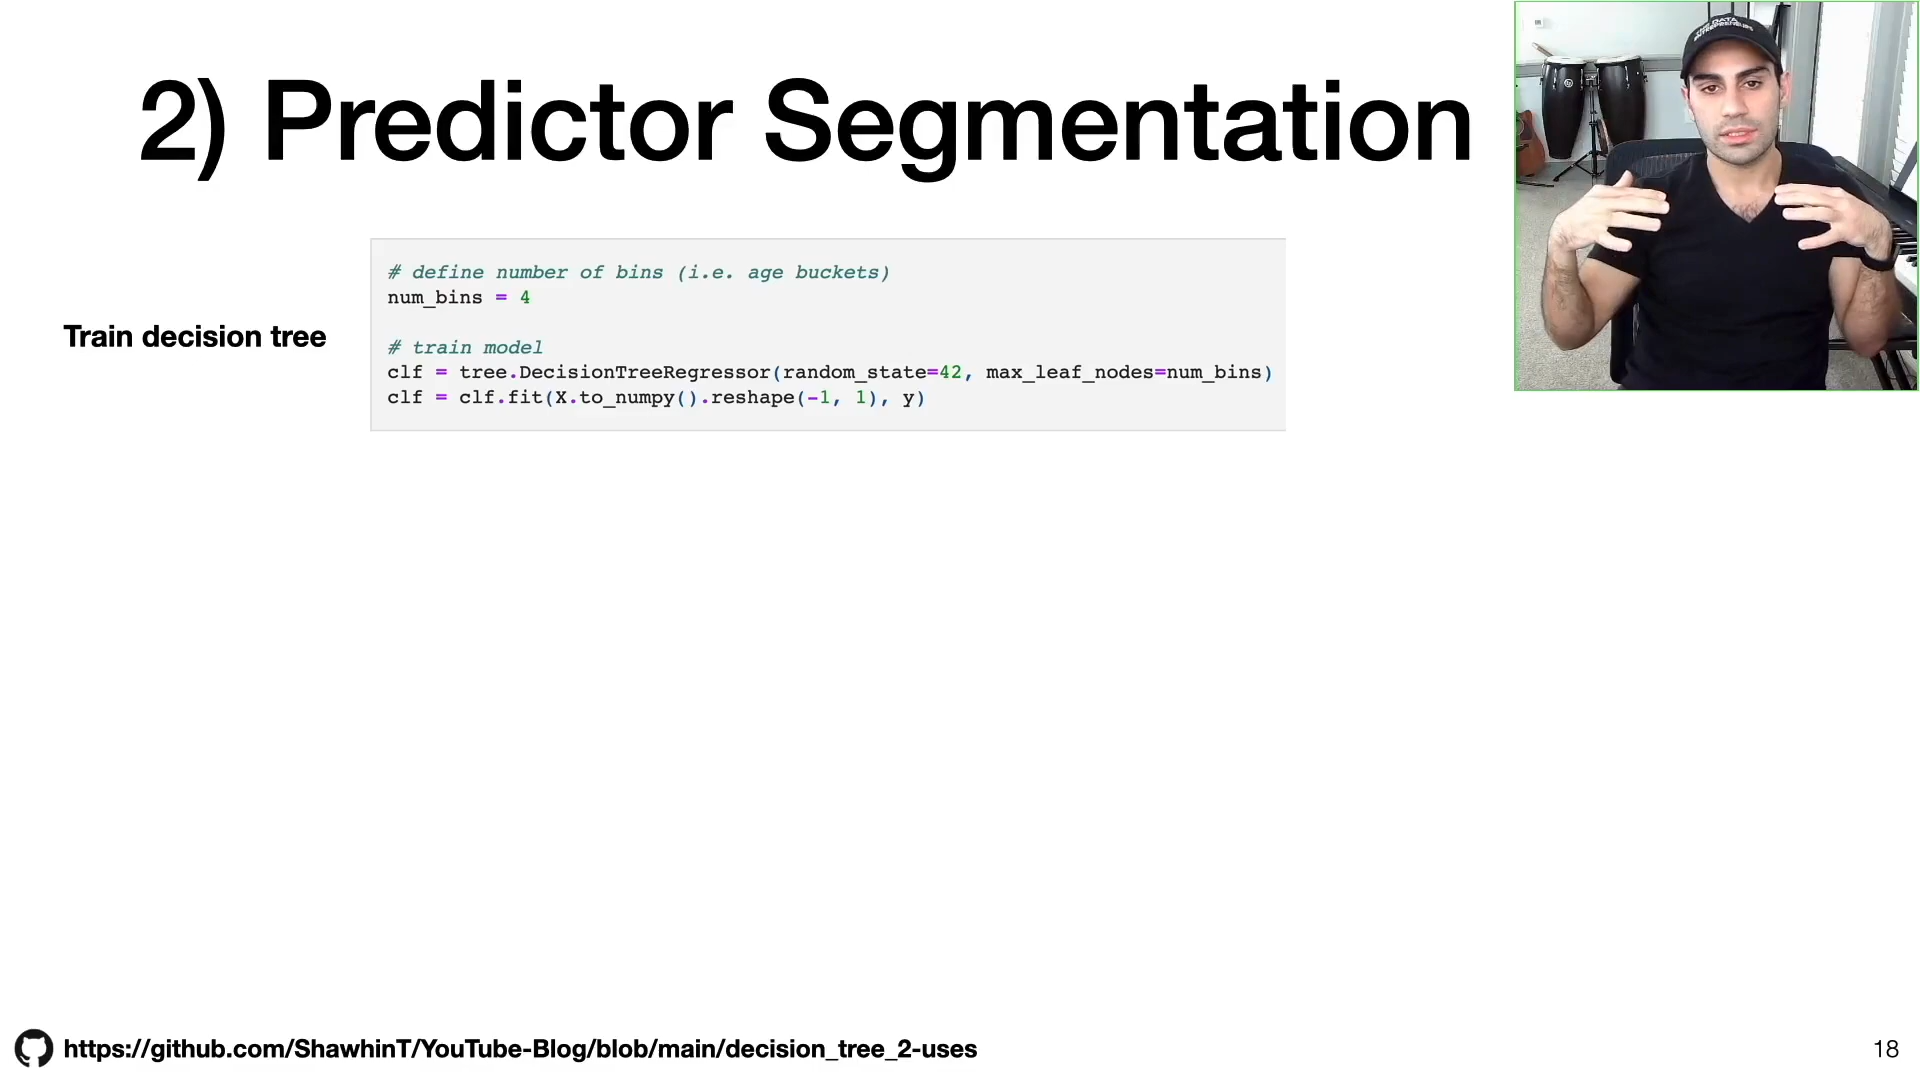 2) Predictor Segmentation
Train decision tree
# define number of bins (i.e. age buckets)
num_bins = 4
# train model
clf = tree.DecisionTreeRegressor(random_state=42, max_leaf_nodes=num_bins)
clf = clf.fit(X.to_numpy().reshape(-1, 1), y)
https://github.com/ShawhinT/YouTube-Blog/blob/main/decision_tree_2-uses
18
DATA
ENTREPRENEURS